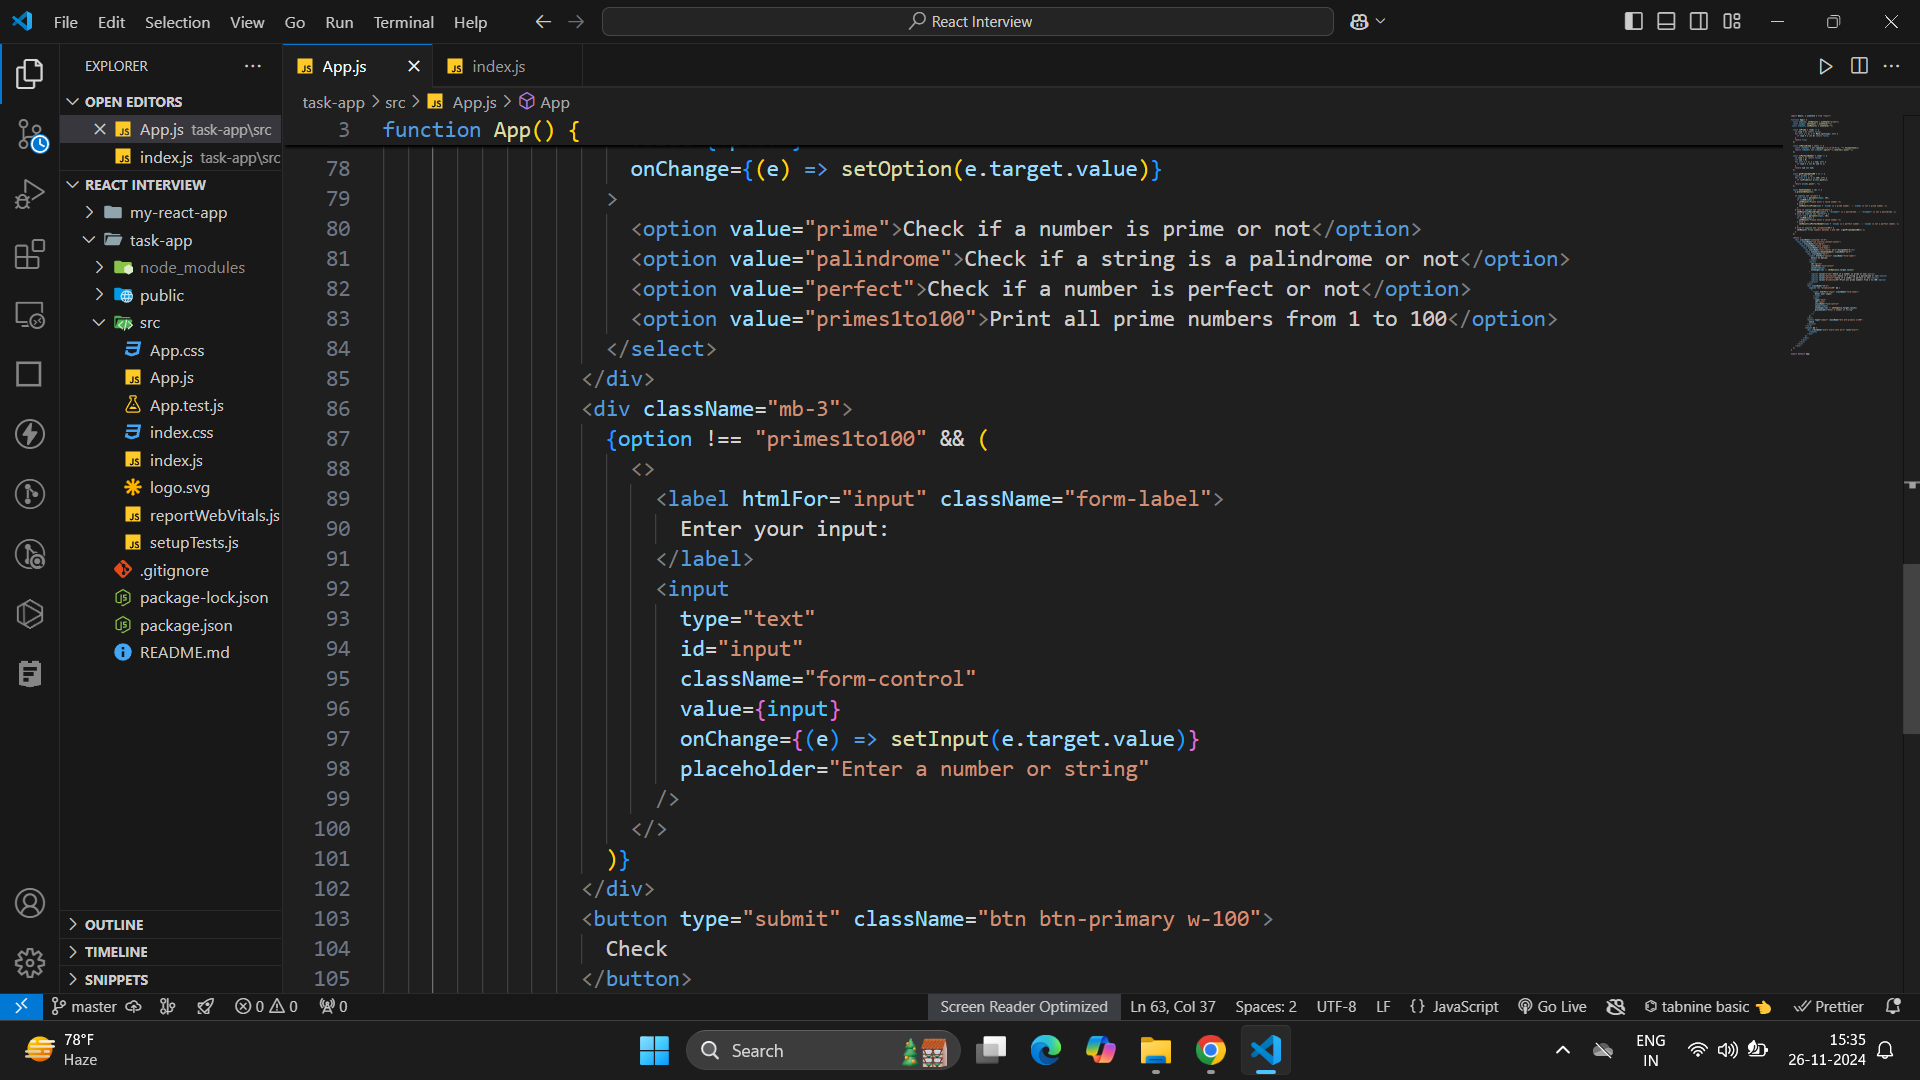 File Edit Selection View Go Run Terminal Help
React Interview
EXPLORER
OPEN EDITORS
App.js task-app\src
index.js task-app\src
REACT INTERVIEW
my-react-app
task-app
node_modules
public
src
App.css
App.js
App.test.js
index.css
index.js
logo.svg
reportWebVitals.js
setupTests.js
.gitignore
package-lock.json
package.json
README.md
OUTLINE
TIMELINE
SNIPPETS
App.js
index.js
task-app > src > JS App.js > App
3 function App() {
78 onChange={(e) => setOption(e.target.value)}
79 >
80 <option value="prime">Check if a number is prime or not</option>
81 <option value="palindrome">Check if a string is a palindrome or not</option>
82 <option value="perfect">Check if a number is perfect or not</option>
83 <option value="primes1to100">Print all prime numbers from 1 to 100</option>
84 </select>
85 </div>
86 <div className="mb-3">
87 {option !== "primes1to100" && (
88 <>
89 <label htmlFor="input" className="form-label">
90 Enter your input:
91 </label>
92 <input
93 type="text"
94 id="input"
95 className="form-control"
96 value={input}
97 onChange={(e) => setInput(e.target.value)}
98 placeholder="Enter a number or string"
99 />
100 </>
101 )}
102 </div>
103 <button type="submit" className="btn btn-primary w-100">
104 Check
105 </button>
master 0 0 0 Screen Reader Optimized Ln 63, Col 37 Spaces: 2 UTF-8 LF {} JavaScript Go Live tabnine basic Prettier
78°F
Haze
Search
ENG
IN
15:35
26-11-2024